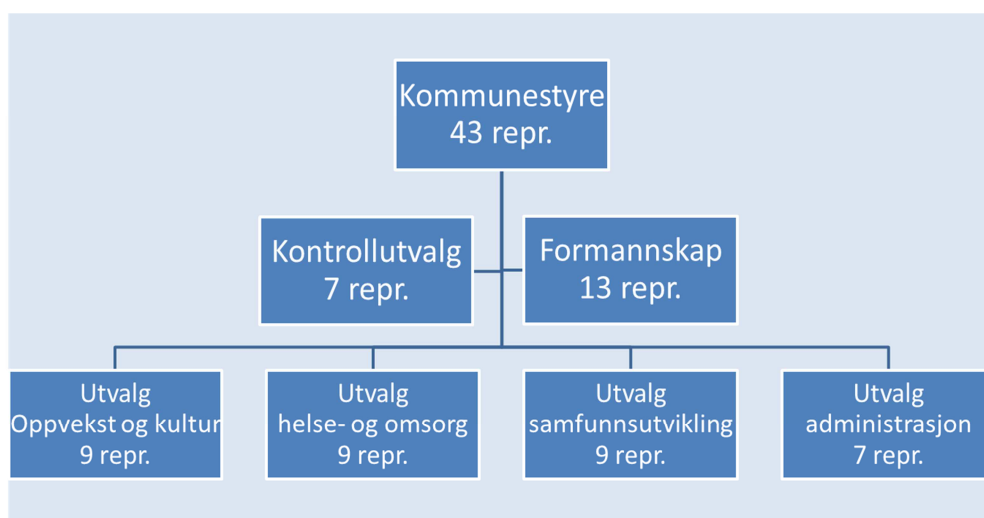 Kommunestyre
43 repr.
Kontrollutvalg
7 repr.
Formannskap
13 repr.
Utvalg
Oppvekst og kultur
9 repr.
Utvalg
helse- og omsorg
9 repr.
Utvalg
samfunnsutvikling
9 repr.
Utvalg
administrasjon
7 repr.